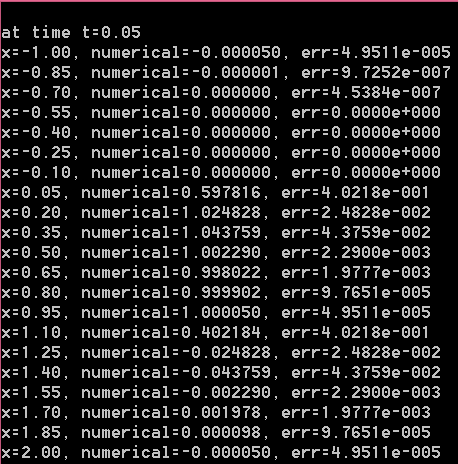 at time t=0.05
x=-1.00, numerical=-0.000050, err=4.9511e-005
x=-0.85, numerical=-0.000001, err=9.7252e-007
x=-0.70, numerical=0.000000, err=4.5384e-007
x=-0.55, numerical=0.000000, err=0.0000e+000
x=-0.40, numerical=0.000000, err=0.0000e+000
x=-0.25, numerical=0.000000, err=0.0000e+000
x=-0.10, numerical=0.000000, err=0.0000e+000
x=0.05, numerical=0.597816, err=4.0218e-001
x=0.20, numerical=1.024828, err=2.4828e-002
x=0.35, numerical=1.043759, err=4.3759e-002
x=0.50, numerical=1.002290, err=2.2900e-003
x=0.65, numerical=0.998022, err=1.9777e-003
x=0.80, numerical=0.999902, err=9.7651e-005
x=0.95, numerical=1.000050, err=4.9511e-005
x=1.10, numerical=0.402184, err=4.0218e-001
x=1.25, numerical=-0.024828, err=2.4828e-002
x=1.40, numerical=-0.043759, err=4.3759e-002
x=1.55, numerical=-0.002290, err=2.2900e-003
x=1.70, numerical=0.001978, err=1.9777e-003
x=1.85, numerical=0.000098, err=9.7651e-005
x=2.00, numerical=-0.000050, err=4.9511e-005